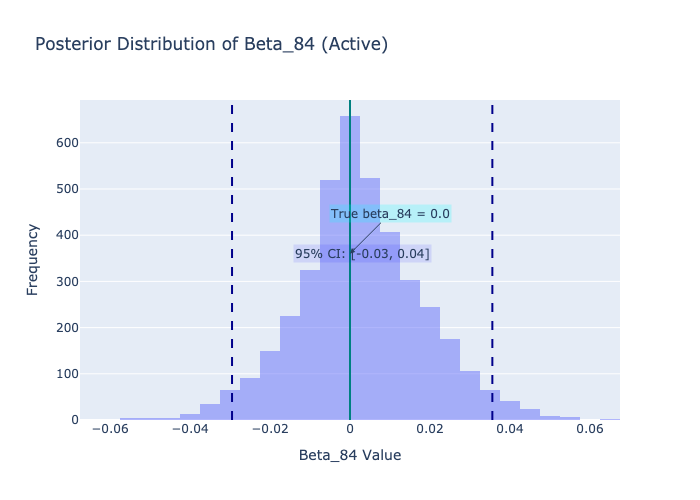 Posterior Distribution of Beta_84 (Active)
600
500
400
300
200
100
0
Frequency
True beta_84 = 0.0
95% CI: [-0.03, 0.04]
−0.06
−0.04
−0.02
0
0.02
0.04
0.06
Beta_84 Value